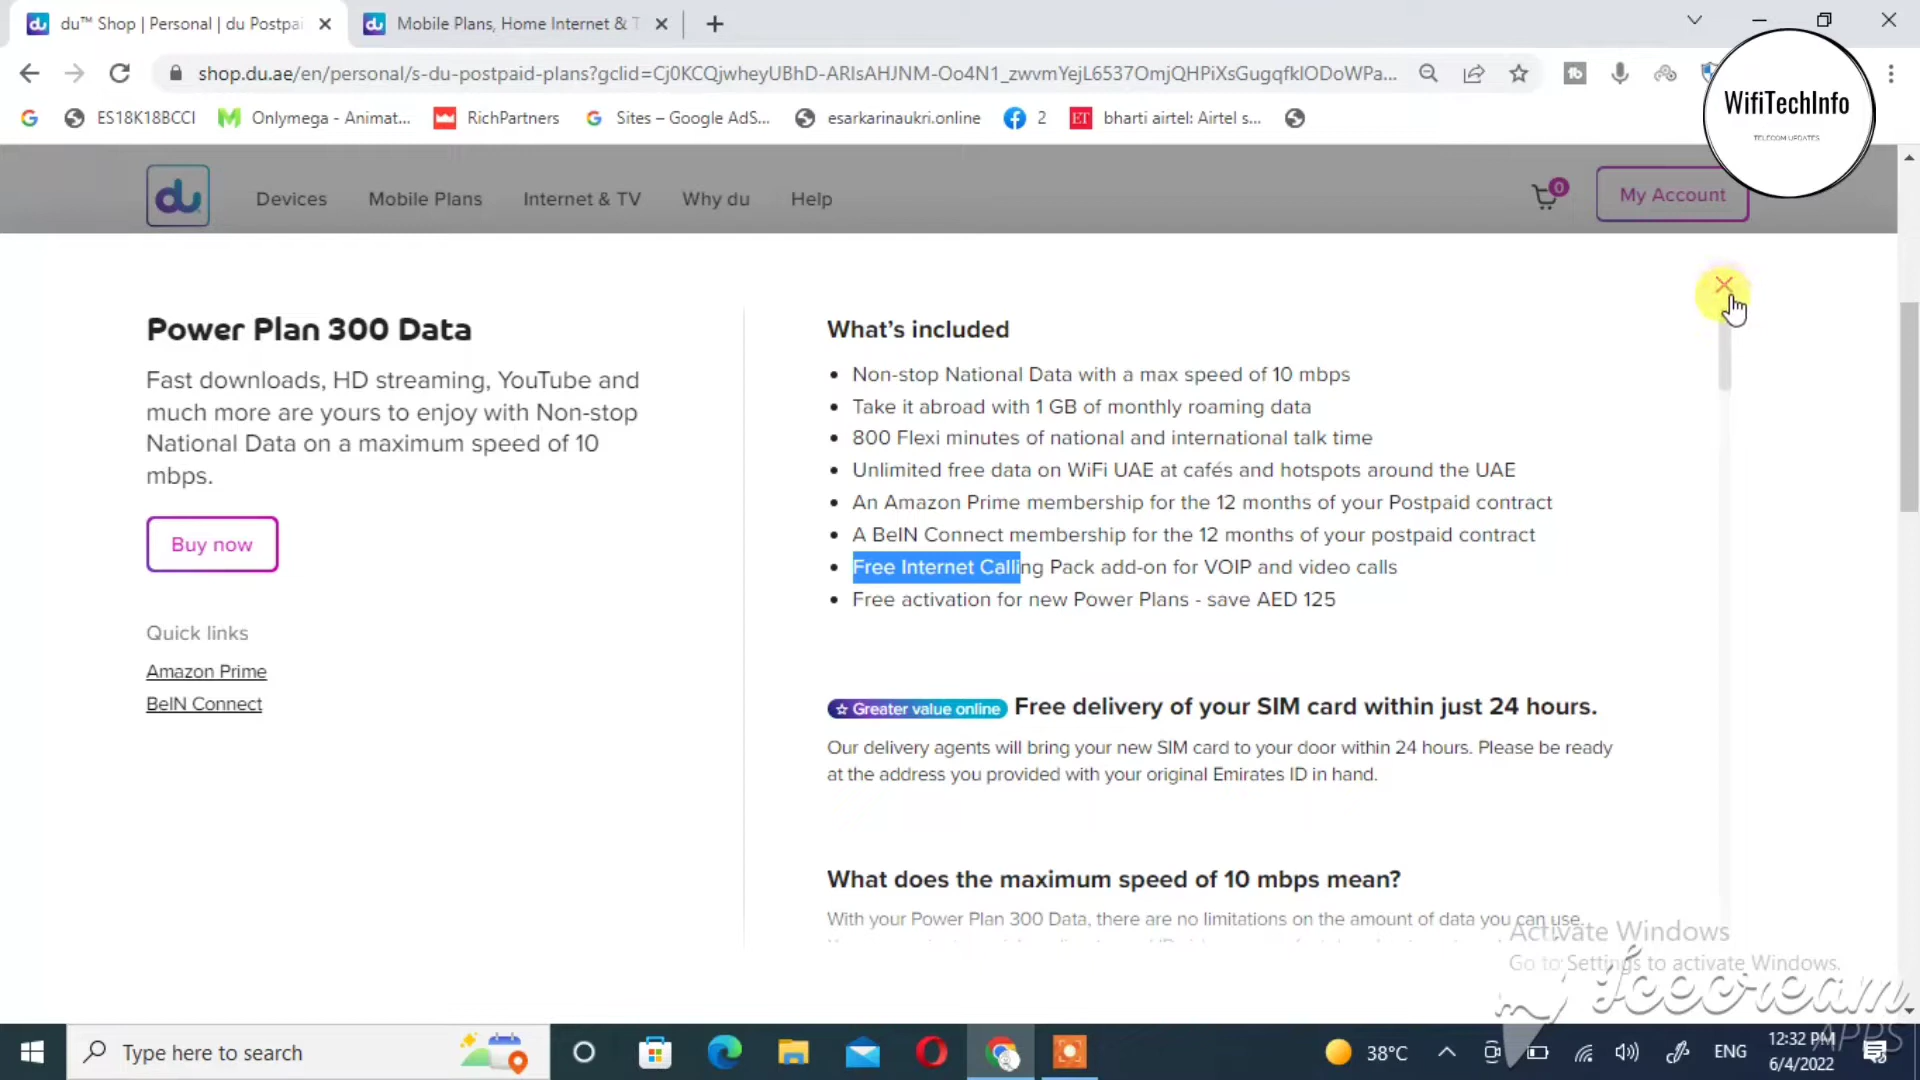 du™ Shop | Personal | du Postpai
Mobile Plans, Home Internet & T
shop.du.ae/en/personal/s-du-postpaid-plans?gclid=Cj0KCQjwheyUBhD-ARIsAHJNM-Oo4N1_zwvmYejL6537OmjQHPiXsGugqfklODoWPa...
ES18K18BCCI
Onlymega - Animat...
RichPartners
Sites – Google AdS...
esarkarinaukri.online
2
ET
bharti airtel: Airtel s...
WifiTechInfo
TELECOM UPDATES
du
Devices
Mobile Plans
Internet & TV
Why du
Help
0
My Account
Power Plan 300 Data
Fast downloads, HD streaming, YouTube and
much more are yours to enjoy with Non-stop
National Data on a maximum speed of 10
mbps.
Buy now
Quick links
Amazon Prime
BeIN Connect
What’s included
Non-stop National Data with a max speed of 10 mbps
Take it abroad with 1 GB of monthly roaming data
800 Flexi minutes of national and international talk time
Unlimited free data on WiFi UAE at cafés and hotspots around the UAE
An Amazon Prime membership for the 12 months of your Postpaid contract
A BeIN Connect membership for the 12 months of your postpaid contract
Free Internet Calling Pack add-on for VOIP and video calls
Free activation for new Power Plans - save AED 125
Greater value online Free delivery of your SIM card within just 24 hours.
Our delivery agents will bring your new SIM card to your door within 24 hours. Please be ready
at the address you provided with your original Emirates ID in hand.
What does the maximum speed of 10 mbps mean?
With your Power Plan 300 Data, there are no limitations on the amount of data you can use.
Activate Windows
Go to Settings to activate Windows.
Icecream
APPS
Type here to search
38°C
ENG
12:32 PM
6/4/2022